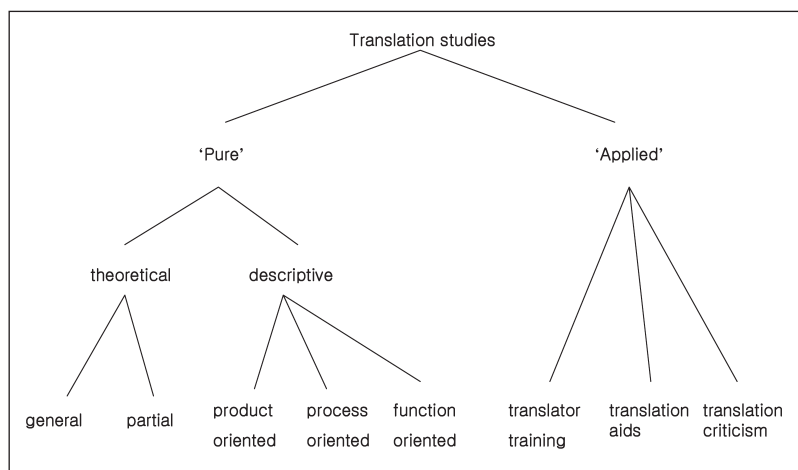 Translation studies
‘Pure’
‘Applied’
theoretical
descriptive
general
partial
product
oriented
process
oriented
function
oriented
translator
training
translation
aids
translation
criticism